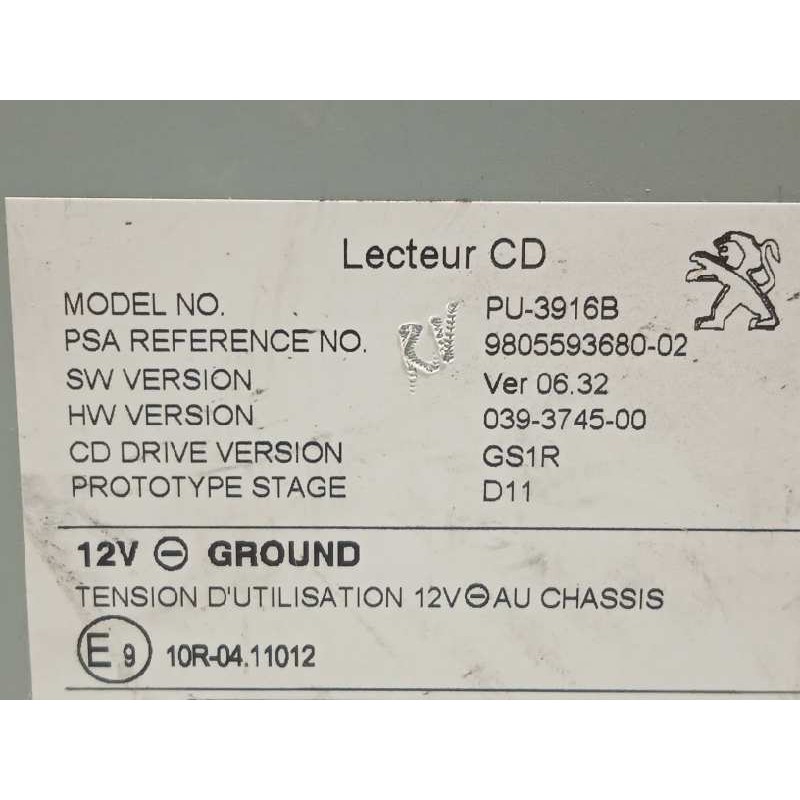 Lecteur CD
MODEL NO. PU-3916B
PSA REFERENCE NO. 9805593680-02
SW VERSION Ver 06.32
HW VERSION 039-3745-00
CD DRIVE VERSION GS1R
PROTOTYPE STAGE D11
12V ⊖ GROUND
TENSION D'UTILISATION 12V⊖AU CHASSIS
E9 10R-04.11012